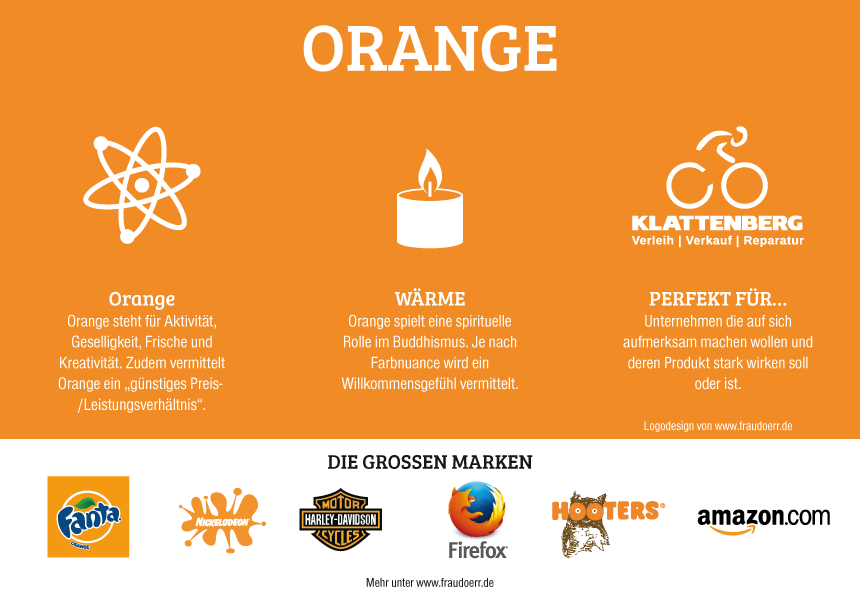 ORANGE
KLATTENBERG
Verleih | Verkauf | Reparatur
Orange
Orange steht für Aktivität,
Geselligkeit, Frische und
Kreativität. Zudem vermittelt
Orange ein „günstiges Preis-
/Leistungsverhältnis“.
WÄRME
Orange spielt eine spirituelle
Rolle im Buddhismus. Je nach
Farbnuance wird ein
Willkommensgefühl vermittelt.
PERFEKT FÜR...
Unternehmen die auf sich
aufmerksam machen wollen und
deren Produkt stark wirken soll
oder ist.
Logodesign von www.fraudoerr.de
DIE GROSSEN MARKEN
Fanta
ORANGE
NICKELODEON
MOTOR
HARLEY-DAVIDSON
CYCLES
Firefox
HOOTERS
amazon.com
Mehr unter www.fraudoerr.de